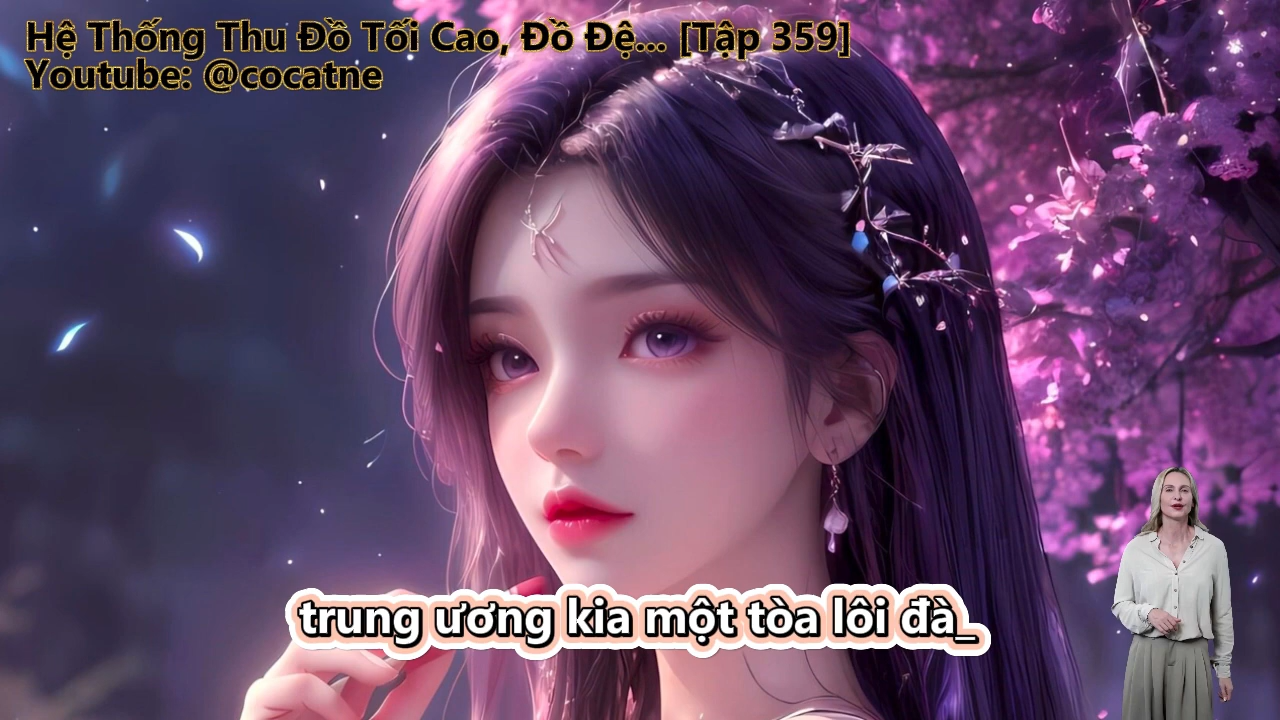 Hệ Thống Thu Đồ Tối Cao, Đồ Đệ... [Tập 359]
Youtube: @cocatne
trung ương kia một tòa lôi đà_